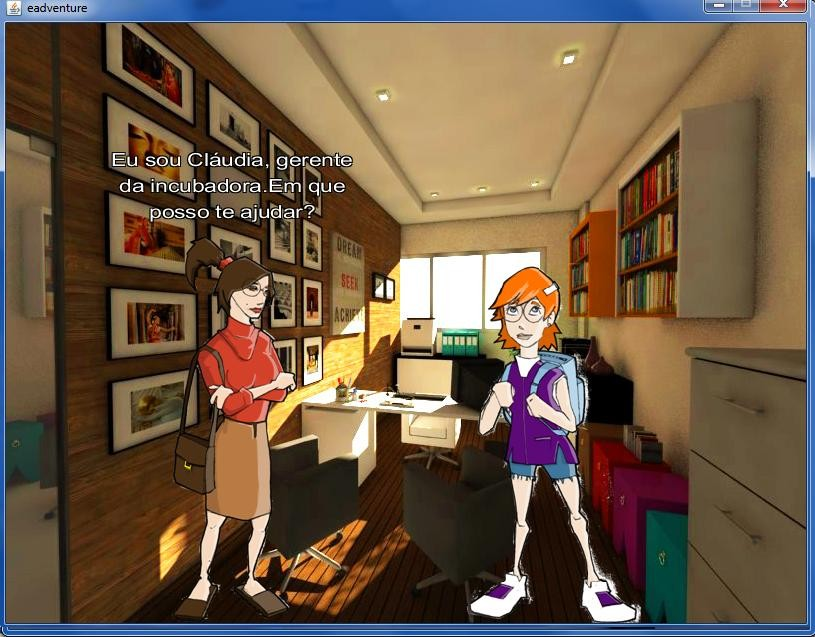 eadventure
Eu sou Cláudia, gerente
da incubadora.Em que
posso te ajudar?
DREAM
SEEK
ACHIEVE